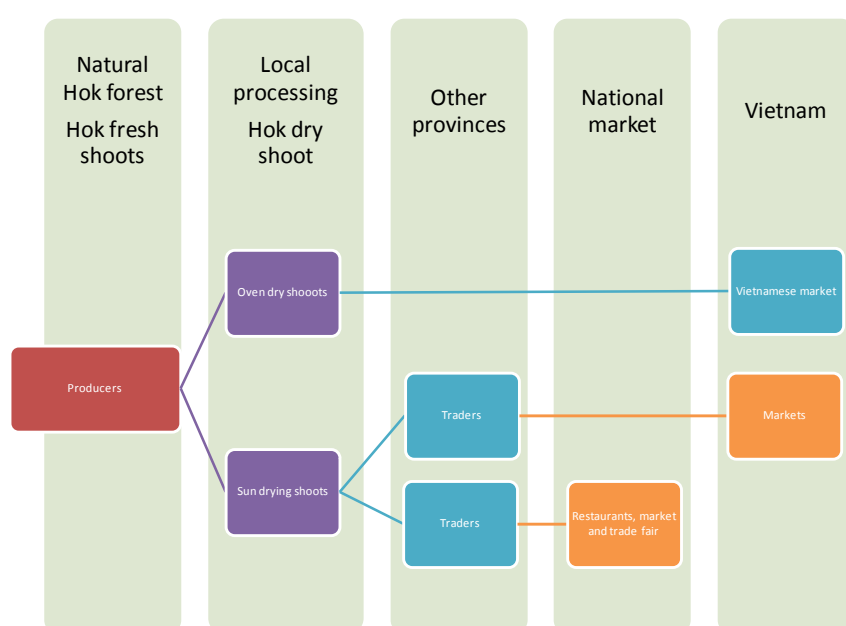 Natural
Hok forest
Hok fresh
shoots
Local
processing
Hok dry
shoot
Other
provinces
National
market
Vietnam
Oven dry shooots
Vietnamese market
Producers
Traders
Markets
Sun drying shoots
Traders
Restaurants, market
and trade fair